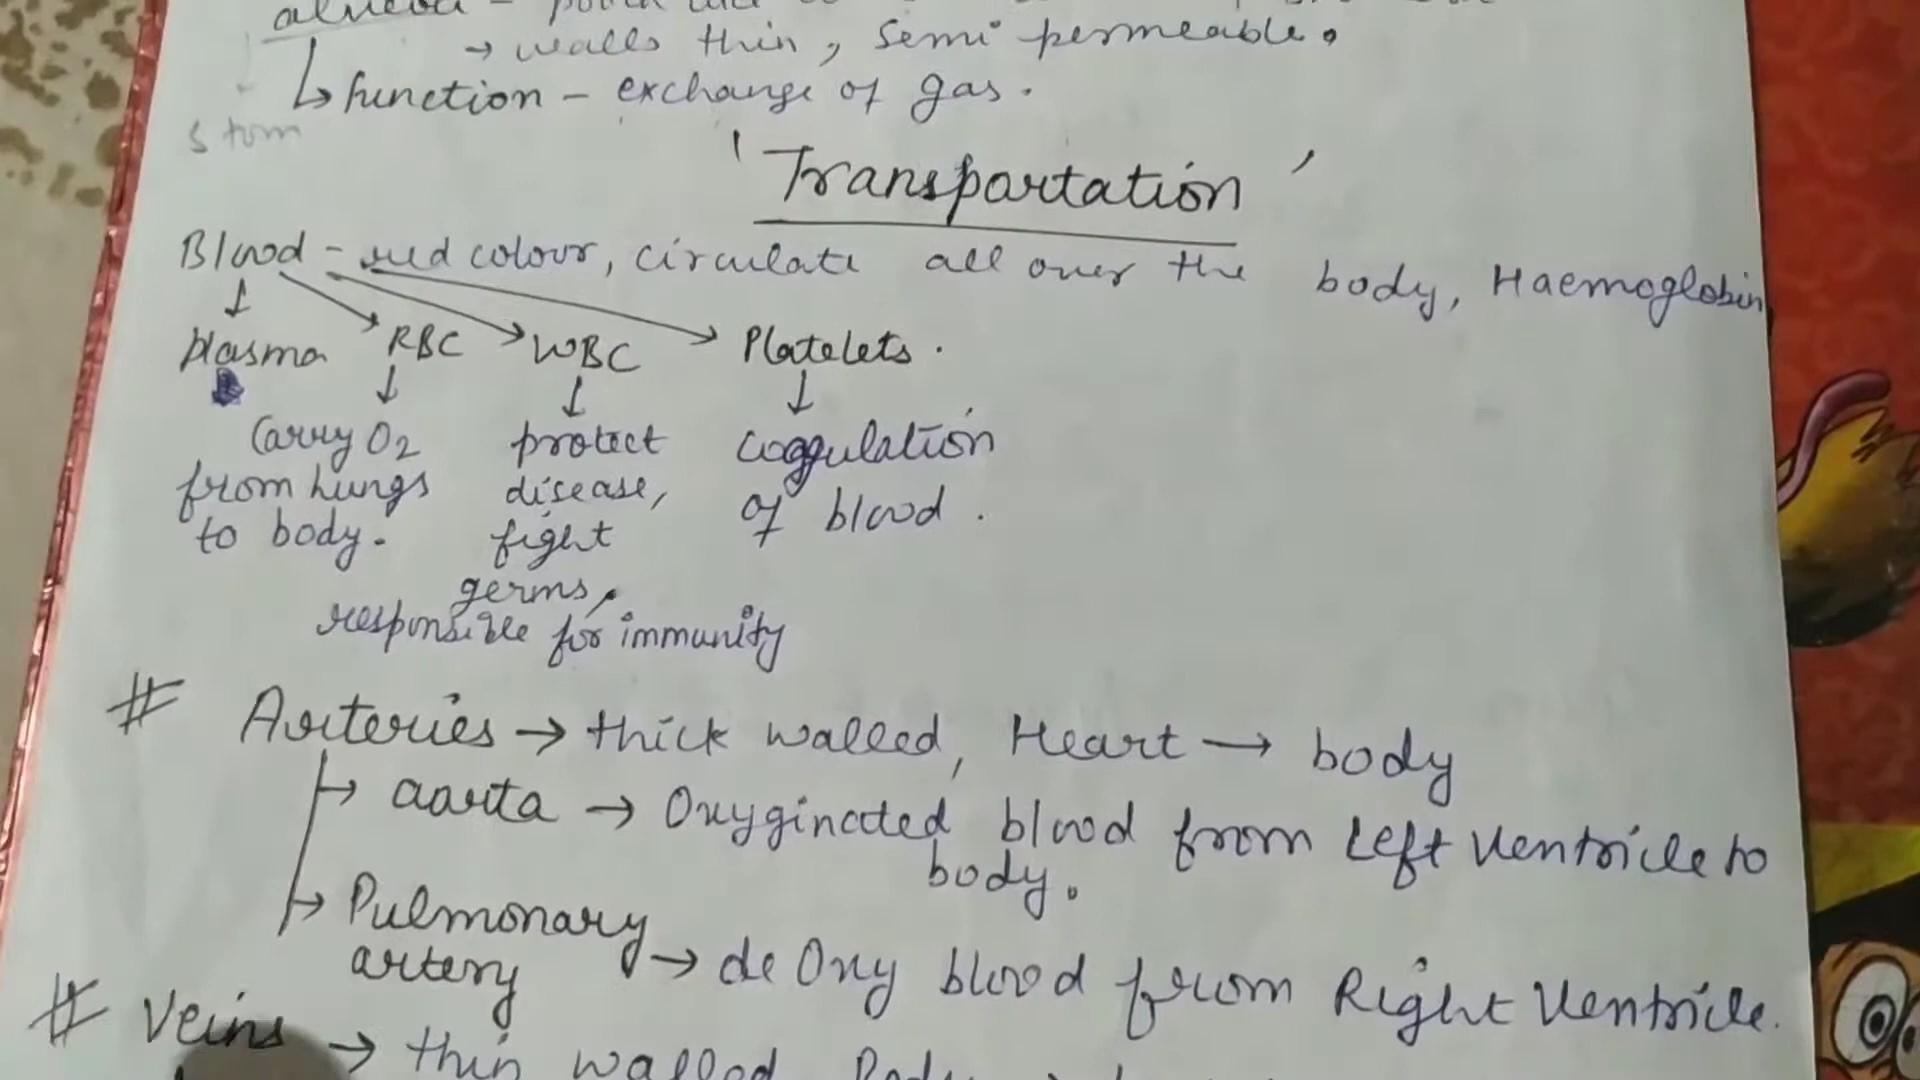 → walls thin, semi permeable.
↳ function - exchange of gas.
stom
'Transportation'
Blood - red colour, circulate all over the body, Haemoglobin
plasma RBC WBC Platelets.
Carry O2 protect coggulation
from lungs disease, of blood.
to body. fight
germs,
responsible for immunity
# Arteries → thick walled, Heart → body
→ aorta → Oxyginated blood from Left Ventricle to
body.
→ Pulmonary
artery → de Oxy blood from Right Ventricle.
# Veins → thin walled